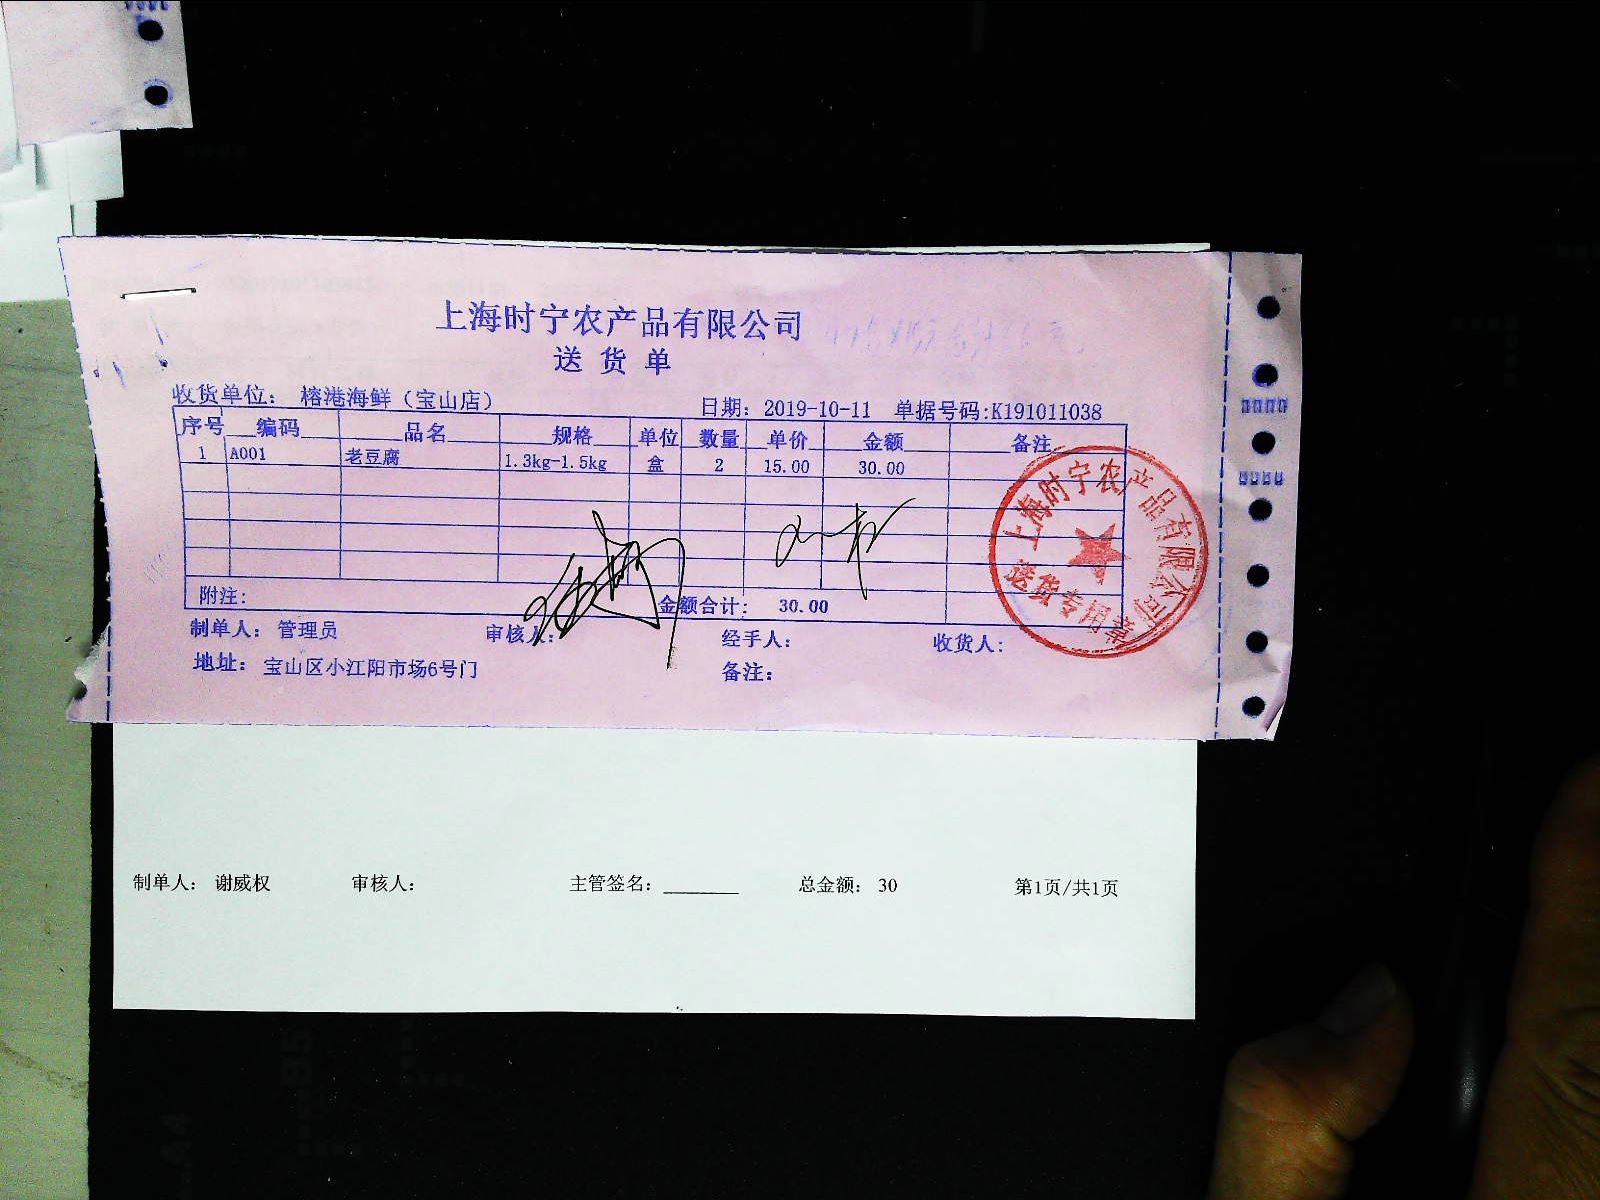 上海时宁农产品有限公司
送货单
收货单位： 榕港海鲜（宝山店） 日期：2019-10-11 单据号码:K191011038
序号 编码 品名 规格 单位 数量 单价 金额 备注
1 A001 老豆腐 1.3kg-1.5kg 盒 2 15.00 30.00
附注： 金额合计： 30.00
制单人： 管理员 审核人： 经手人： 收货人：
地址： 宝山区小江阳市场6号门 备注：
上海时宁农产品有限公司
送货专用章
制单人： 谢威权 审核人： 主管签名： 总金额： 30 第1页/共1页